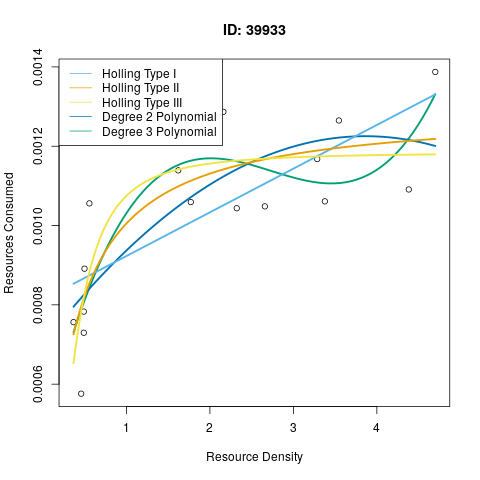 ID: 39933
Holling Type I
Holling Type II
Holling Type III
Degree 2 Polynomial
Degree 3 Polynomial
Resources Consumed
0.0014
0.0012
0.0010
0.0008
0.0006
1 2 3 4
Resource Density